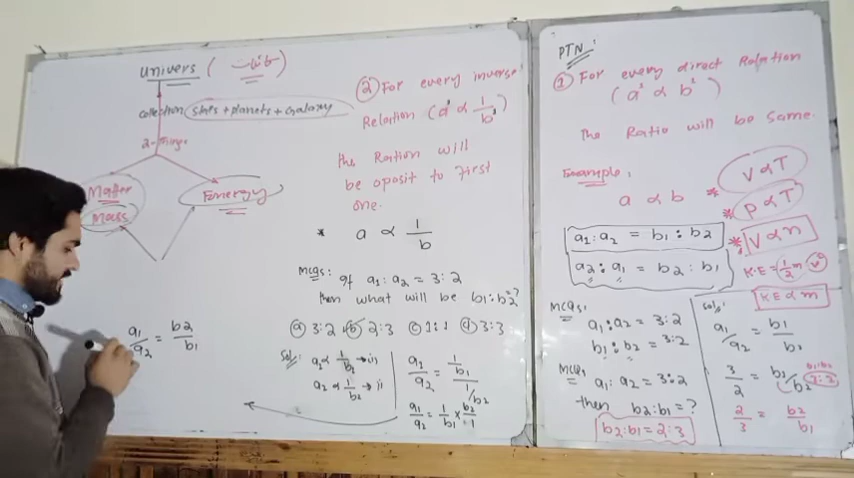 univers (
collection stars + planets + Galaxy
2-things
Matter
Mass
Energy
a₁/a₂ = b2/b₁
② For every inverse
Relation (a¹ ∝ 1/b¹)
the Ration will
be oposit to First
one.
* a ∝ 1/b
MCQs: if a₁:a₂ = 3:2
then what will be b₁:b2=?
ⓐ 3:2 ⓑ 2:3 ⓒ 1:1 ⓓ 3:3
Sol:
a₂ ∝ 1/b₂ → ii
a₁/a₂ = 1/b₁ / 1/b₂
a₁/a₂ = 1/b₁ × b₂/1
PTN:
① For every direct Relation
(a¹ ∝ b¹)
the Ratio will be same.
Example:
a ∝ b
* V∝T
* P∝T
* V∝n
K·E = 1/2 m v²
K·E ∝ m
a₁:a₂ = b₁:b₂
a₂:a₁ = b₂:b₁
MCQs:
a₁:a₂ = 3:2
b₁:b₂ = 3:2
MCQs a₁:a₂ = 3:2
then b₂:b₁ = ?
b₂:b₁ = 2:3
Sol:
a₁/a₂ = b₁/b₂
3/2 = b₁/b₂
b₁:b₂
2/3 = b₂/b₁